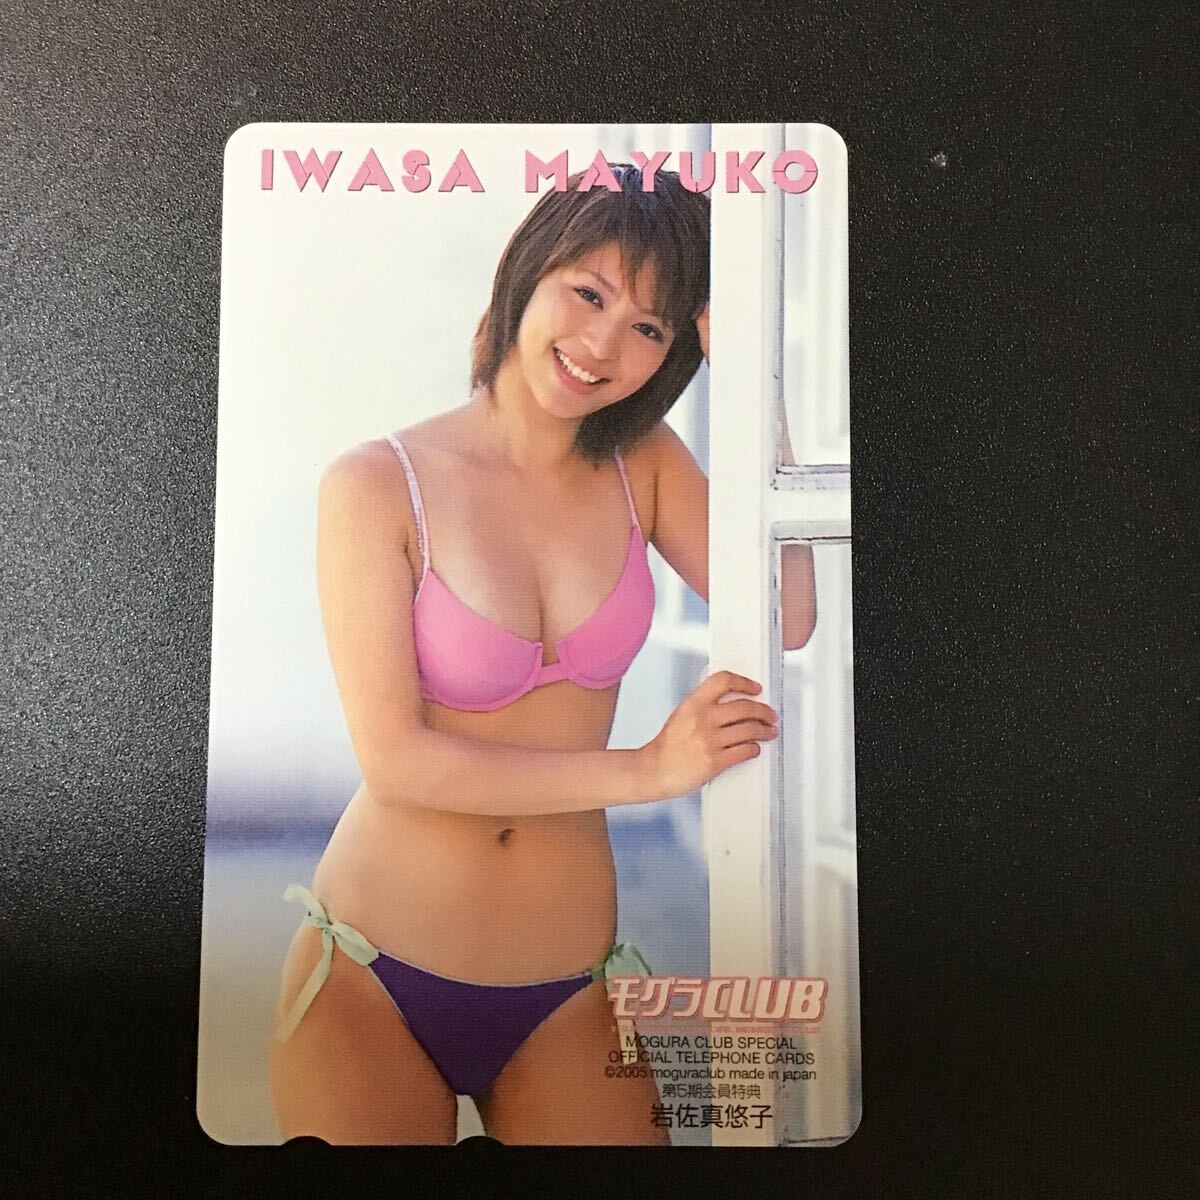 IWASA MAYUKO
モグラCLUB
MOGURA CLUB SPECIAL
OFFICIAL TELEPHONE CARDS
©2005 moguraclub made in japan
第5期会員特典
岩佐真悠子